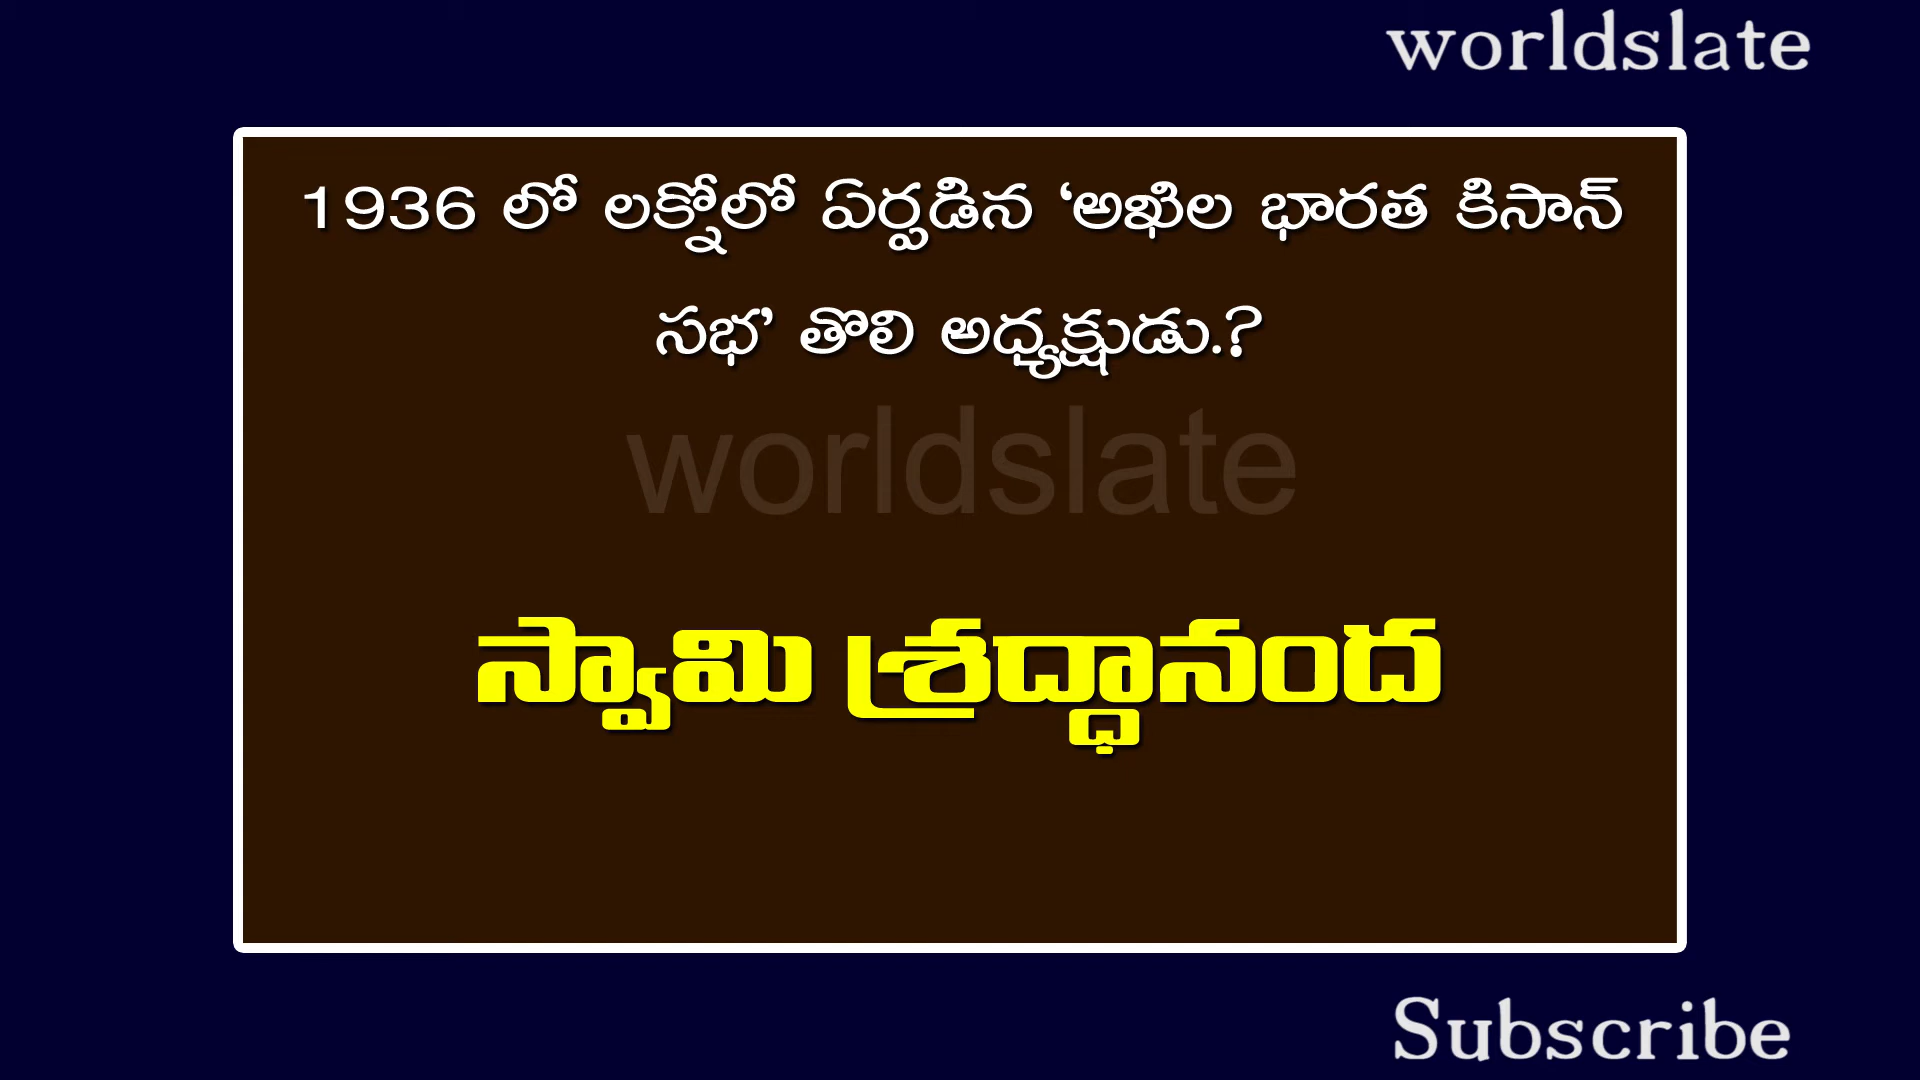 worldslate
1936 లో లక్నోలో ఏర్పడిన ‘అఖిల భారత కిసాన్
సభ’ తొలి అధ్యక్షుడు.?
worldslate
స్వామి శ్రద్ధానంద
Subscribe